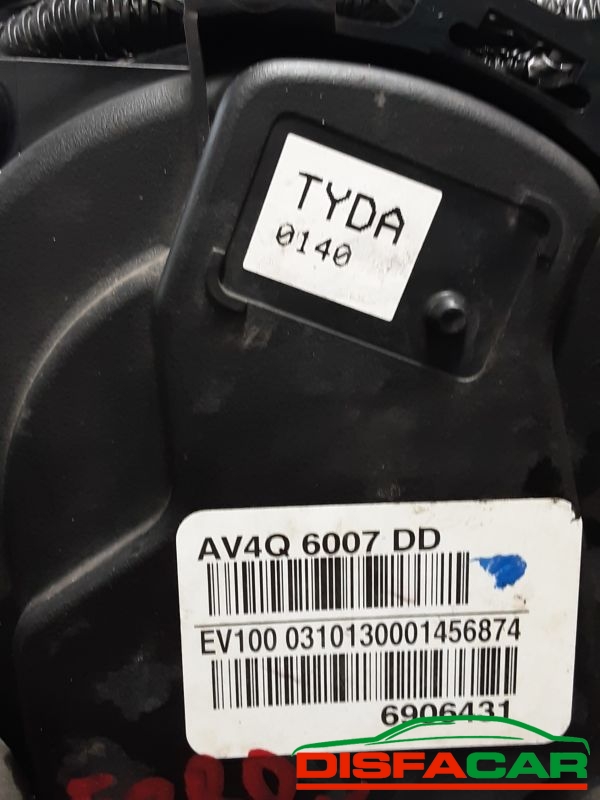 TYDA
0140
AV4Q 6007 DD
EV100 0310130001456874
6906431
DISFACAR